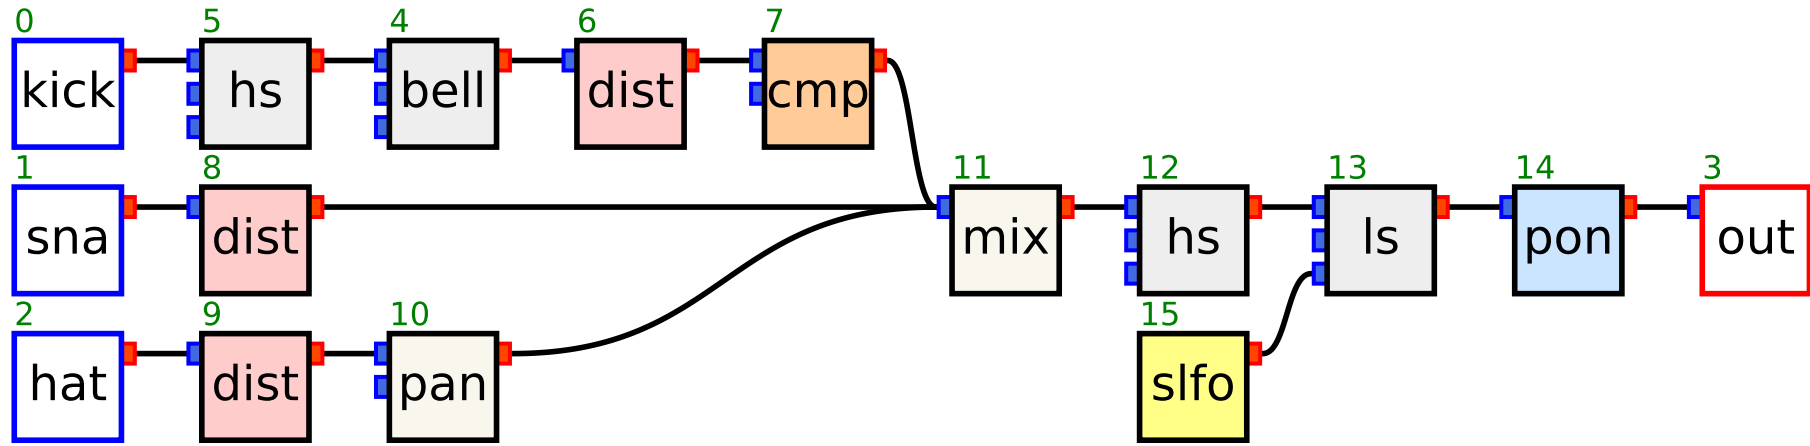 0 5 4 6 7
kick hs bell dist cmp
1 8 11 12 13 14 3
sna dist mix hs ls pon out
2 9 10 15
hat dist pan slfo